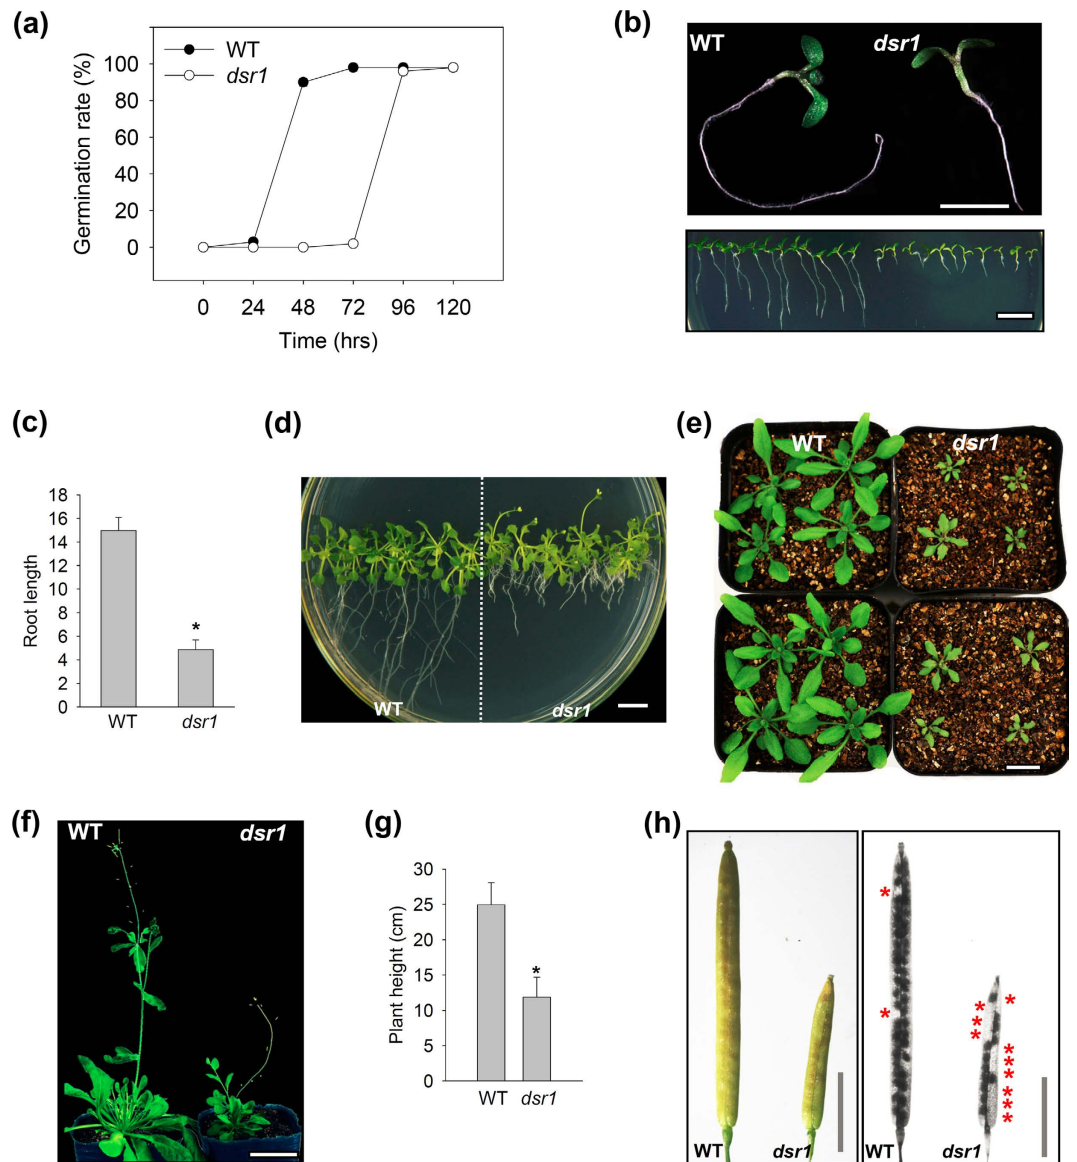 (a)
WT
dsr1
Germination rate (%)
100
80
60
40
20
0
0 24 48 72 96 120
Time (hrs)
(b)
WT dsr1
(c)
Root length
18
16
14
12
10
8
6
4
2
0
*
WT dsr1
(d)
WT dsr1
(e)
WT dsr1
(f)
WT dsr1
(g)
Plant height (cm)
30
25
20
15
10
5
0
*
WT dsr1
(h)
WT dsr1
* *
* * * *
* * * * * *
WT dsr1